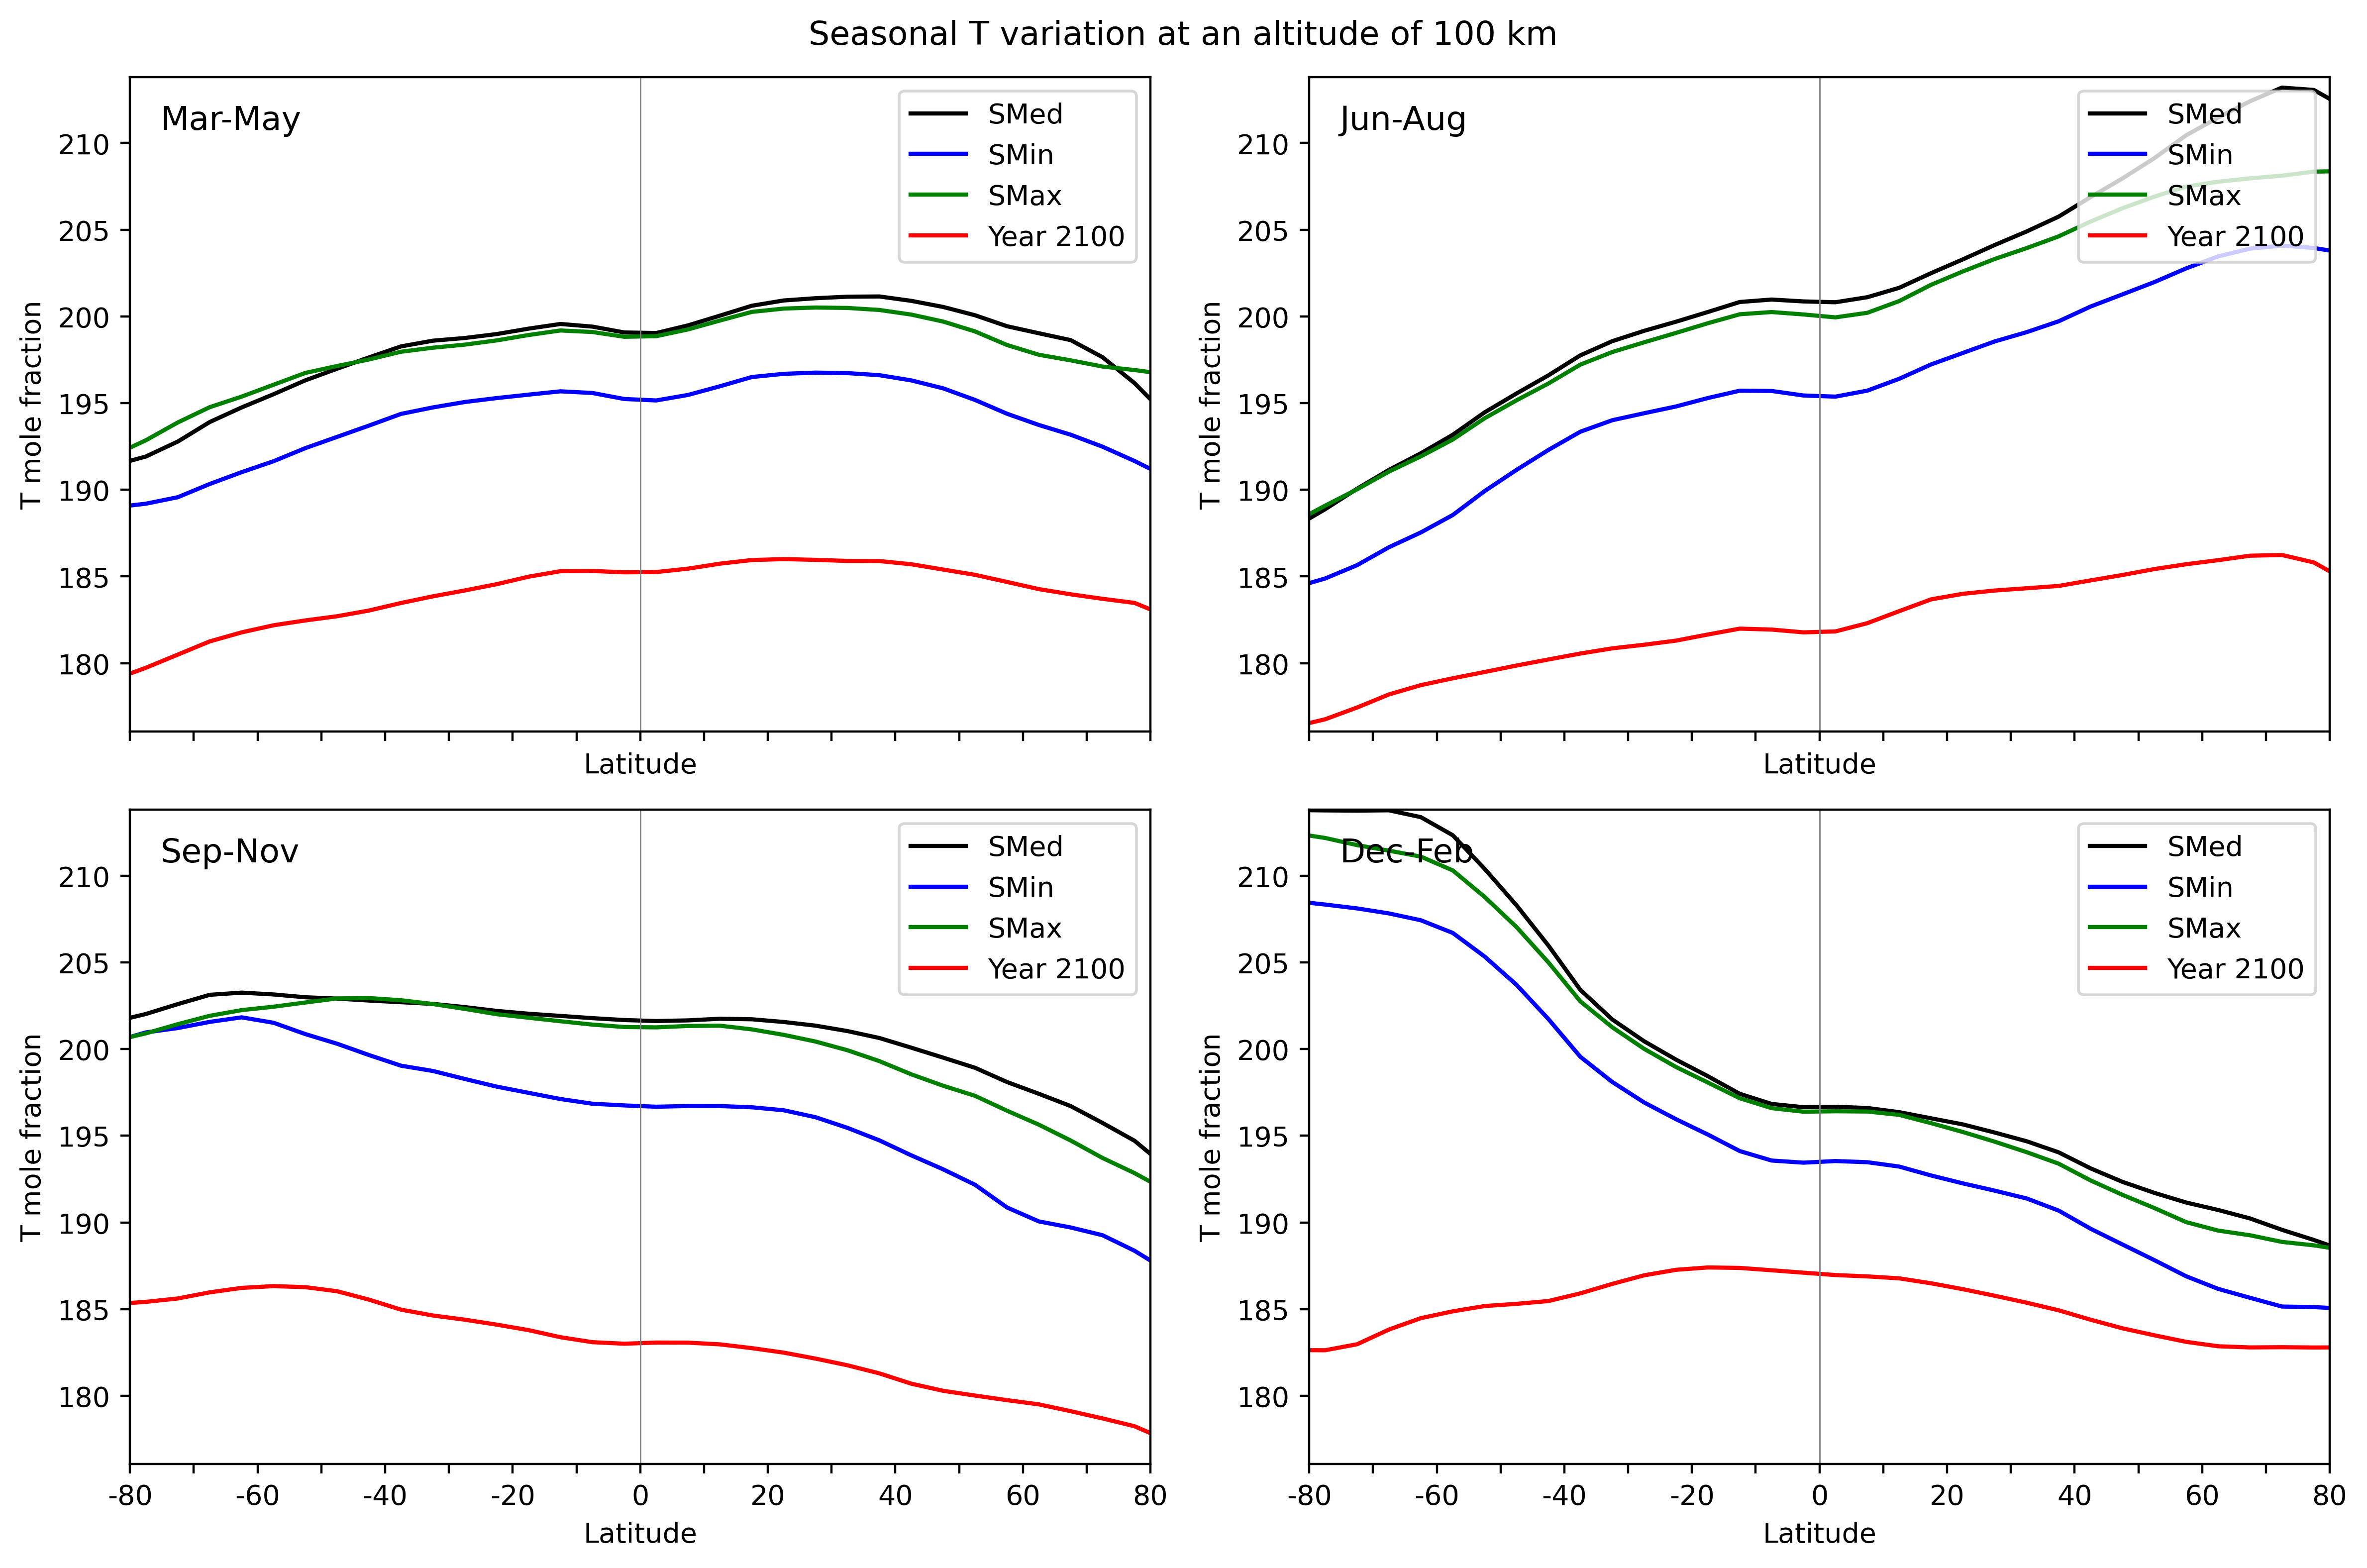 Seasonal T variation at an altitude of 100 km
Mar-May
SMed
SMin
SMax
Year 2100
210
205
200
195
190
185
180
T mole fraction
Latitude
Jun-Aug
SMed
SMin
SMax
Year 2100
210
205
200
195
190
185
180
T mole fraction
Latitude
Sep-Nov
SMed
SMin
SMax
Year 2100
210
205
200
195
190
185
180
T mole fraction
-80 -60 -40 -20 0 20 40 60 80
Latitude
Dec-Feb
SMed
SMin
SMax
Year 2100
210
205
200
195
190
185
180
T mole fraction
-80 -60 -40 -20 0 20 40 60 80
Latitude